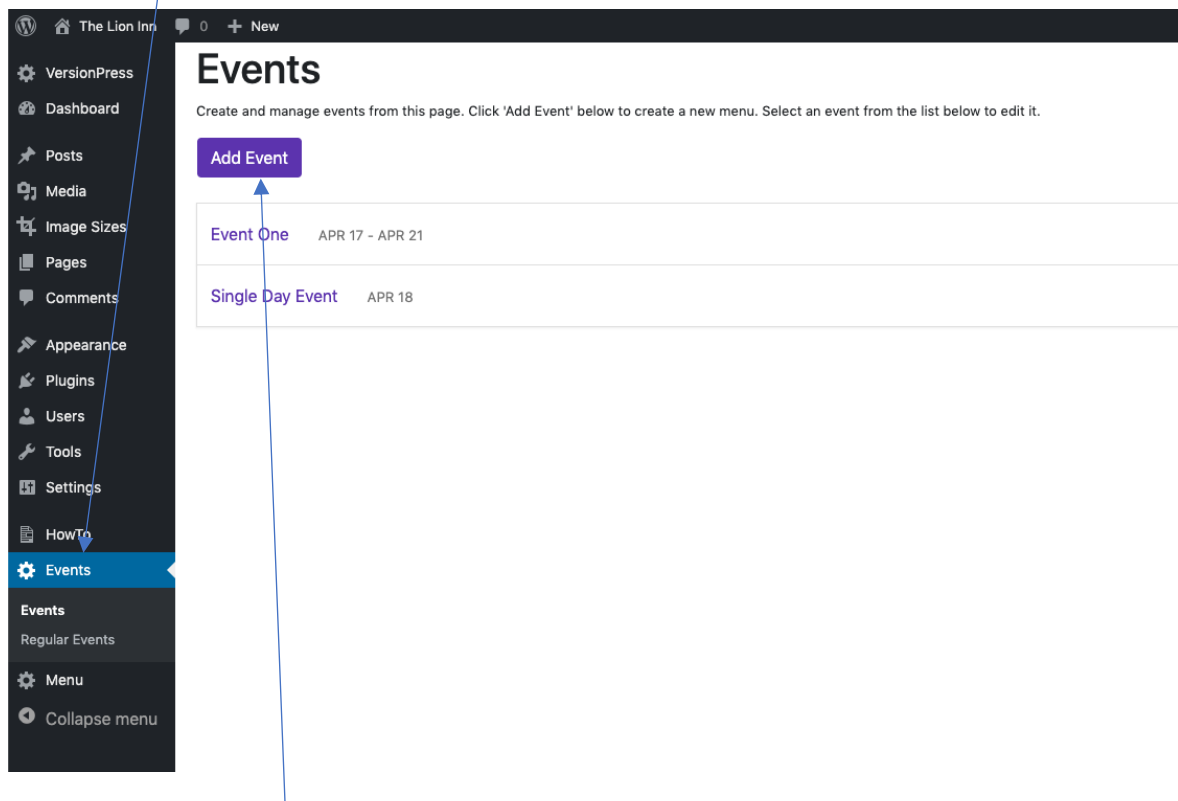 The Lion Inn 0 New
VersionPress
Dashboard
Posts
Media
Image Sizes
Pages
Comments
Appearance
Plugins
Users
Tools
Settings
HowTo
Events
Events
Regular Events
Menu
Collapse menu
Events
Create and manage events from this page. Click 'Add Event' below to create a new menu. Select an event from the list below to edit it.
Add Event
Event One APR 17 - APR 21
Single Day Event APR 18